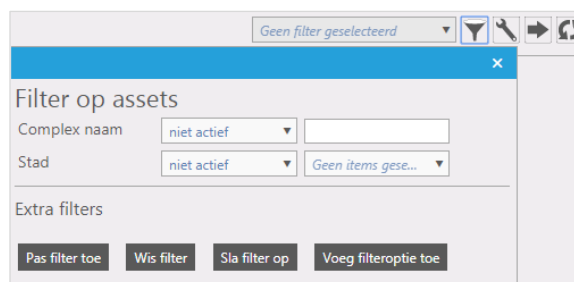 Geen filter geselecteerd
Filter op assets
Complex naam niet actief
Stad niet actief Geen items gese...
Extra filters
Pas filter toe Wis filter Sla filter op Voeg filteroptie toe